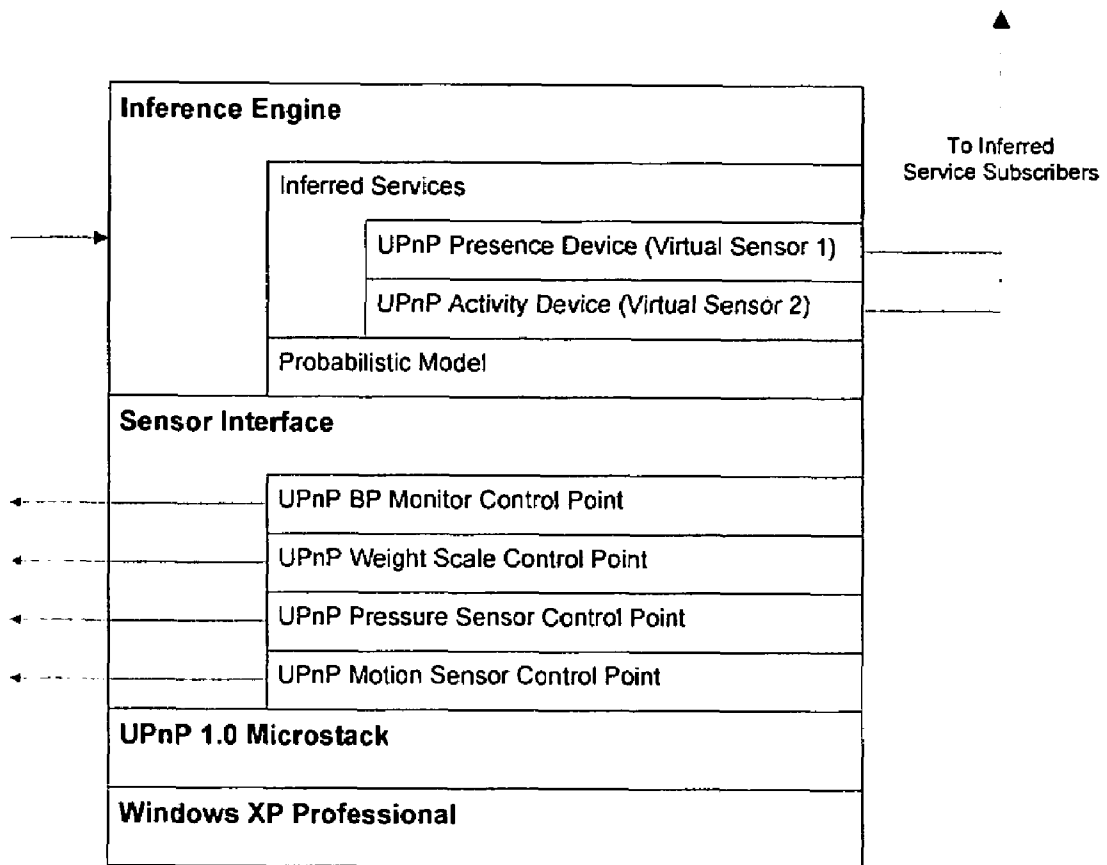 Inference Engine
To Inferred
Service Subscribers
Inferred Services
UPnP Presence Device (Virtual Sensor 1)
UPnP Activity Device (Virtual Sensor 2)
Probabilistic Model
Sensor Interface
UPnP BP Monitor Control Point
UPnP Weight Scale Control Point
UPnP Pressure Sensor Control Point
UPnP Motion Sensor Control Point
UPnP 1.0 Microstack
Windows XP Professional